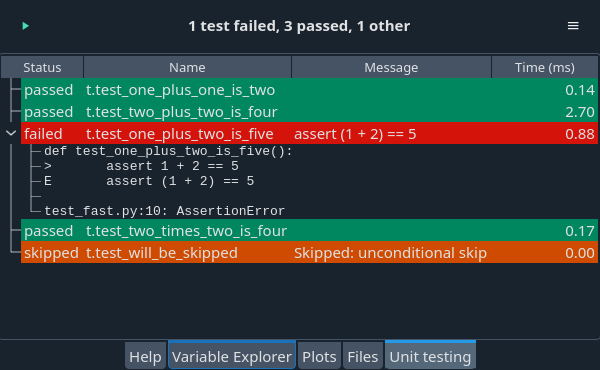 1 test failed, 3 passed, 1 other
Status Name Message Time (ms)
passed t.test_one_plus_one_is_two 0.14
passed t.test_two_plus_two_is_four 2.70
failed t.test_one_plus_two_is_five assert (1 + 2) == 5 0.88
def test_one_plus_two_is_five():
> assert 1 + 2 == 5
E assert (1 + 2) == 5
test_fast.py:10: AssertionError
passed t.test_two_times_two_is_four 0.17
skipped t.test_will_be_skipped Skipped: unconditional skip 0.00
Help Variable Explorer Plots Files Unit testing